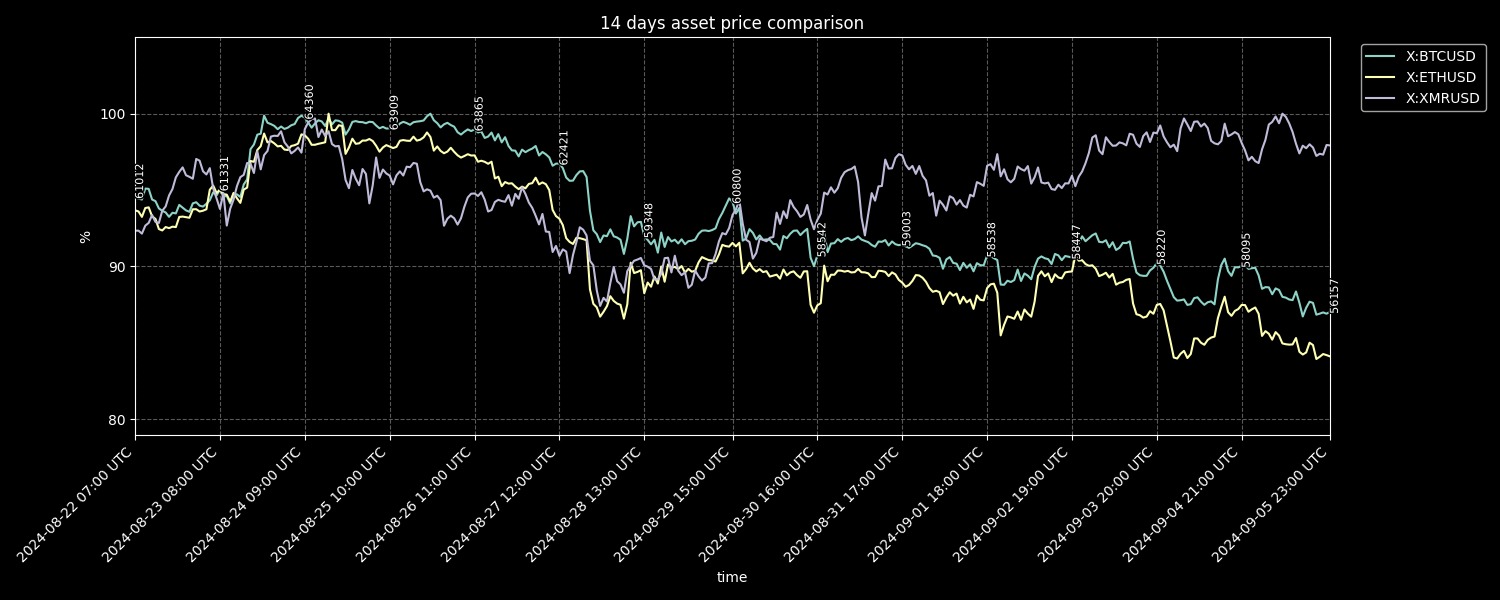 14 days asset price comparison
X:BTCUSD
X:ETHUSD
X:XMRUSD
%
100
90
80
61012
61331
64360
63909
63865
62421
59348
60800
58542
59003
58538
58447
58220
58095
56157
2024-08-22 07:00 UTC
2024-08-23 08:00 UTC
2024-08-24 09:00 UTC
2024-08-25 10:00 UTC
2024-08-26 11:00 UTC
2024-08-27 12:00 UTC
2024-08-28 13:00 UTC
2024-08-29 15:00 UTC
2024-08-30 16:00 UTC
2024-08-31 17:00 UTC
2024-09-01 18:00 UTC
2024-09-02 19:00 UTC
2024-09-03 20:00 UTC
2024-09-04 21:00 UTC
2024-09-05 23:00 UTC
time